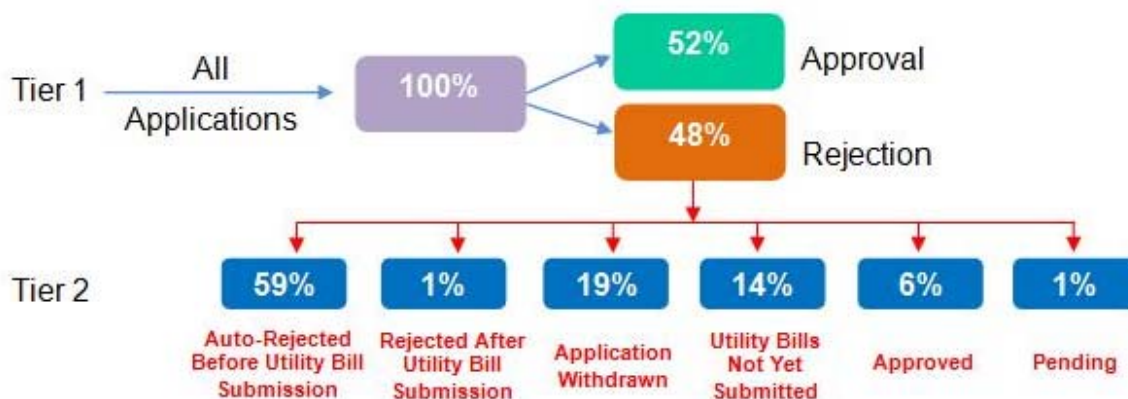 52%
Approval
Tier 1
All
Applications
100%
48%
Rejection
Tier 2
59%
1%
19%
14%
6%
1%
Auto-Rejected
Before Utility Bill
Submission
Rejected After
Utility Bill
Submission
Application
Withdrawn
Utility Bills
Not Yet
Submitted
Approved
Pending